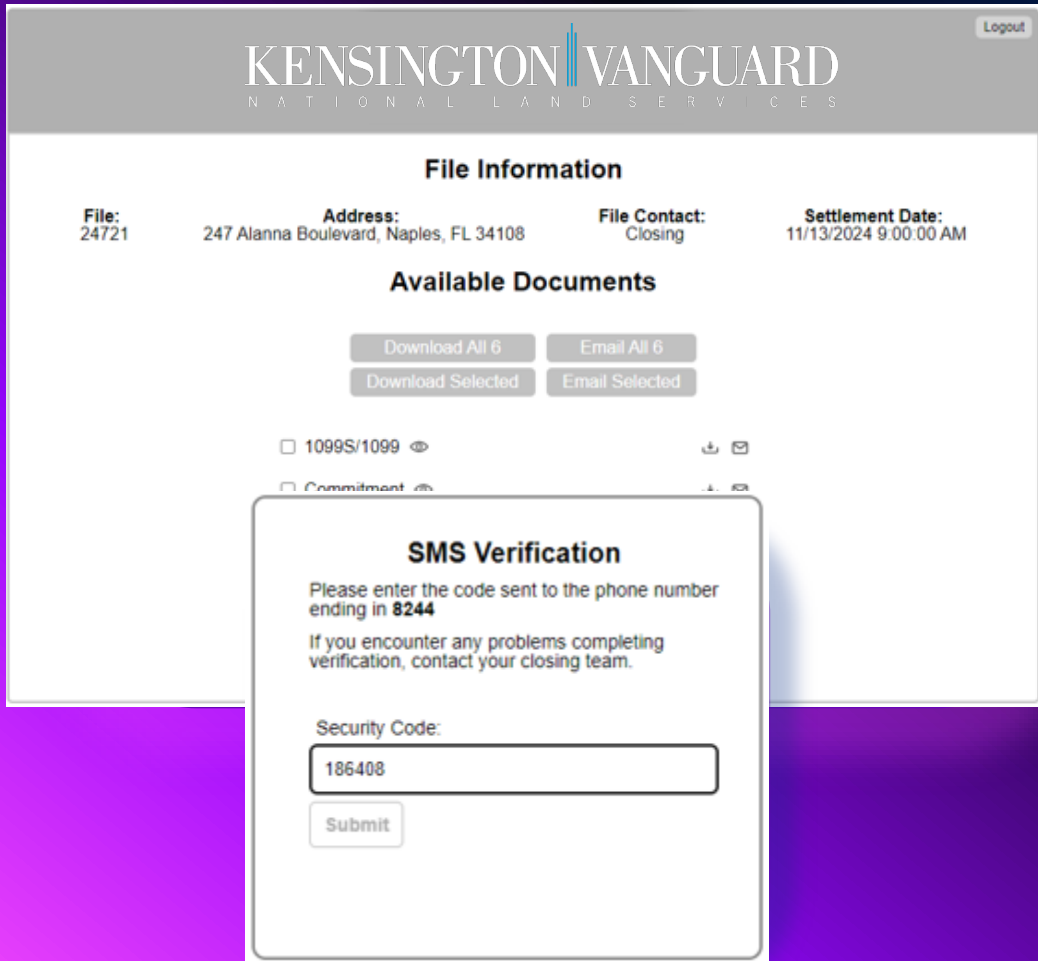 Logout
KENSINGTON VANGUARD
NATIONAL LAND SERVICES
File Information
File: Address: File Contact: Settlement Date:
24721 247 Alanna Boulevard, Naples, FL 34108 Closing 11/13/2024 9:00:00 AM
Available Documents
Download All 6 Email All 6
Download Selected Email Selected
1099S/1099
Commitment
SMS Verification
Please enter the code sent to the phone number
ending in 8244
If you encounter any problems completing
verification, contact your closing team.
Security Code:
186408
Submit